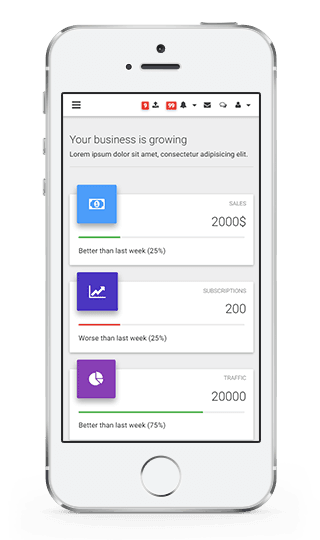 9 99
Your business is growing
Lorem ipsum dolor sit amet, consectetur adipisicing elit.
SALES
2000$
Better than last week (25%)
SUBSCRIPTIONS
200
Worse than last week (25%)
TRAFFIC
20000
Better than last week (75%)